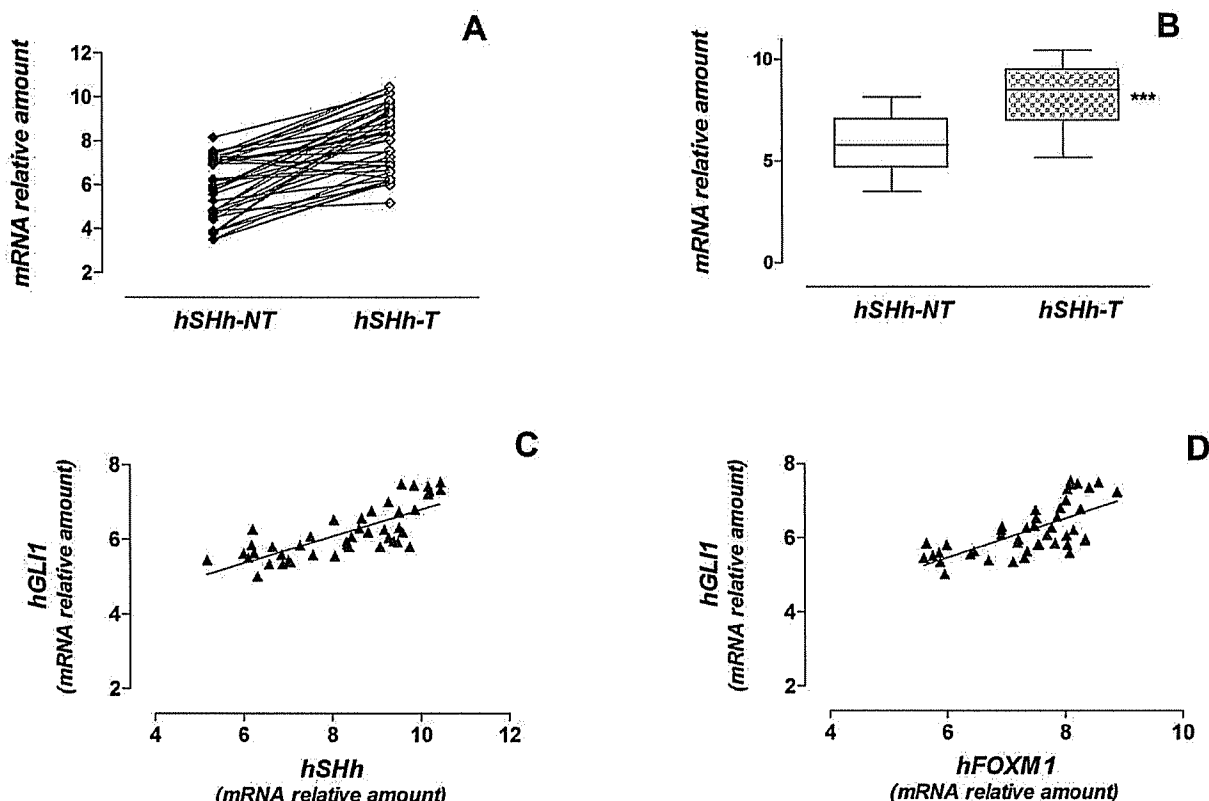 A
mRNA relative amount
12
10
8
6
4
2
hSHh-NT
hSHh-T
B
mRNA relative amount
10
5
0
***
hSHh-NT
hSHh-T
C
hGLI1
(mRNA relative amount)
8
6
4
2
4
6
8
10
12
hSHh
(mRNA relative amount)
D
hGLI1
(mRNA relative amount)
8
6
4
2
4
6
8
10
hFOXM1
(mRNA relative amount)